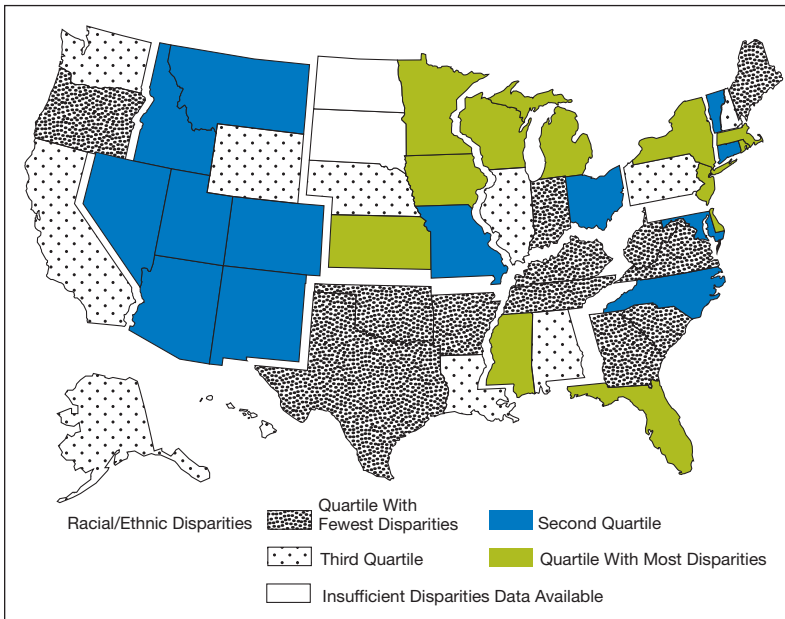 Racial/Ethnic Disparities
Quartile With
Fewest Disparities
Second Quartile
Third Quartile
Quartile With Most Disparities
Insufficient Disparities Data Available